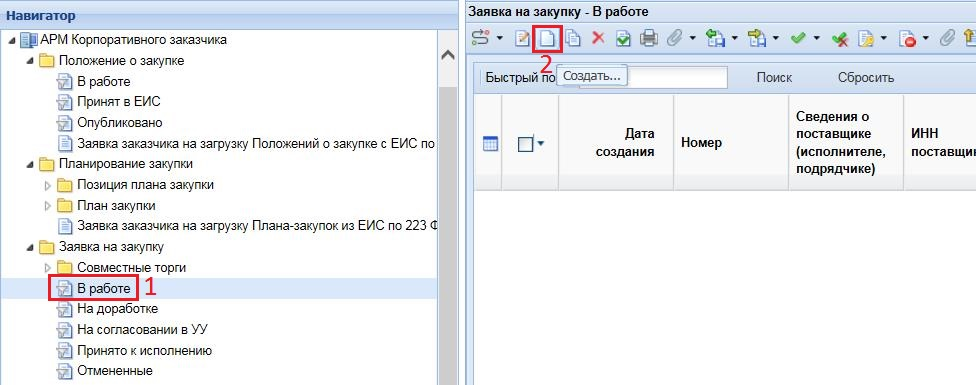 Навигатор
АРМ Корпоративного заказчика
Положение о закупке
В работе
Принят в ЕИС
Опубликовано
Заявка заказчика на загрузку Положений о закупке с ЕИС по
Планирование закупки
Позиция плана закупки
План закупки
Заявка заказчика на загрузку Плана-закупок из ЕИС по 223 Ф
Заявка на закупку
Совместные торги
В работе 1
На доработке
На согласовании в УУ
Принято к исполнению
Отмененные
Заявка на закупку - В работе
2 Создать...
Быстрый по
Поиск
Сбросить
Дата
создания
Номер
Сведения о
поставщике
(исполнителе,
подрядчике)
ИНН
поставщик